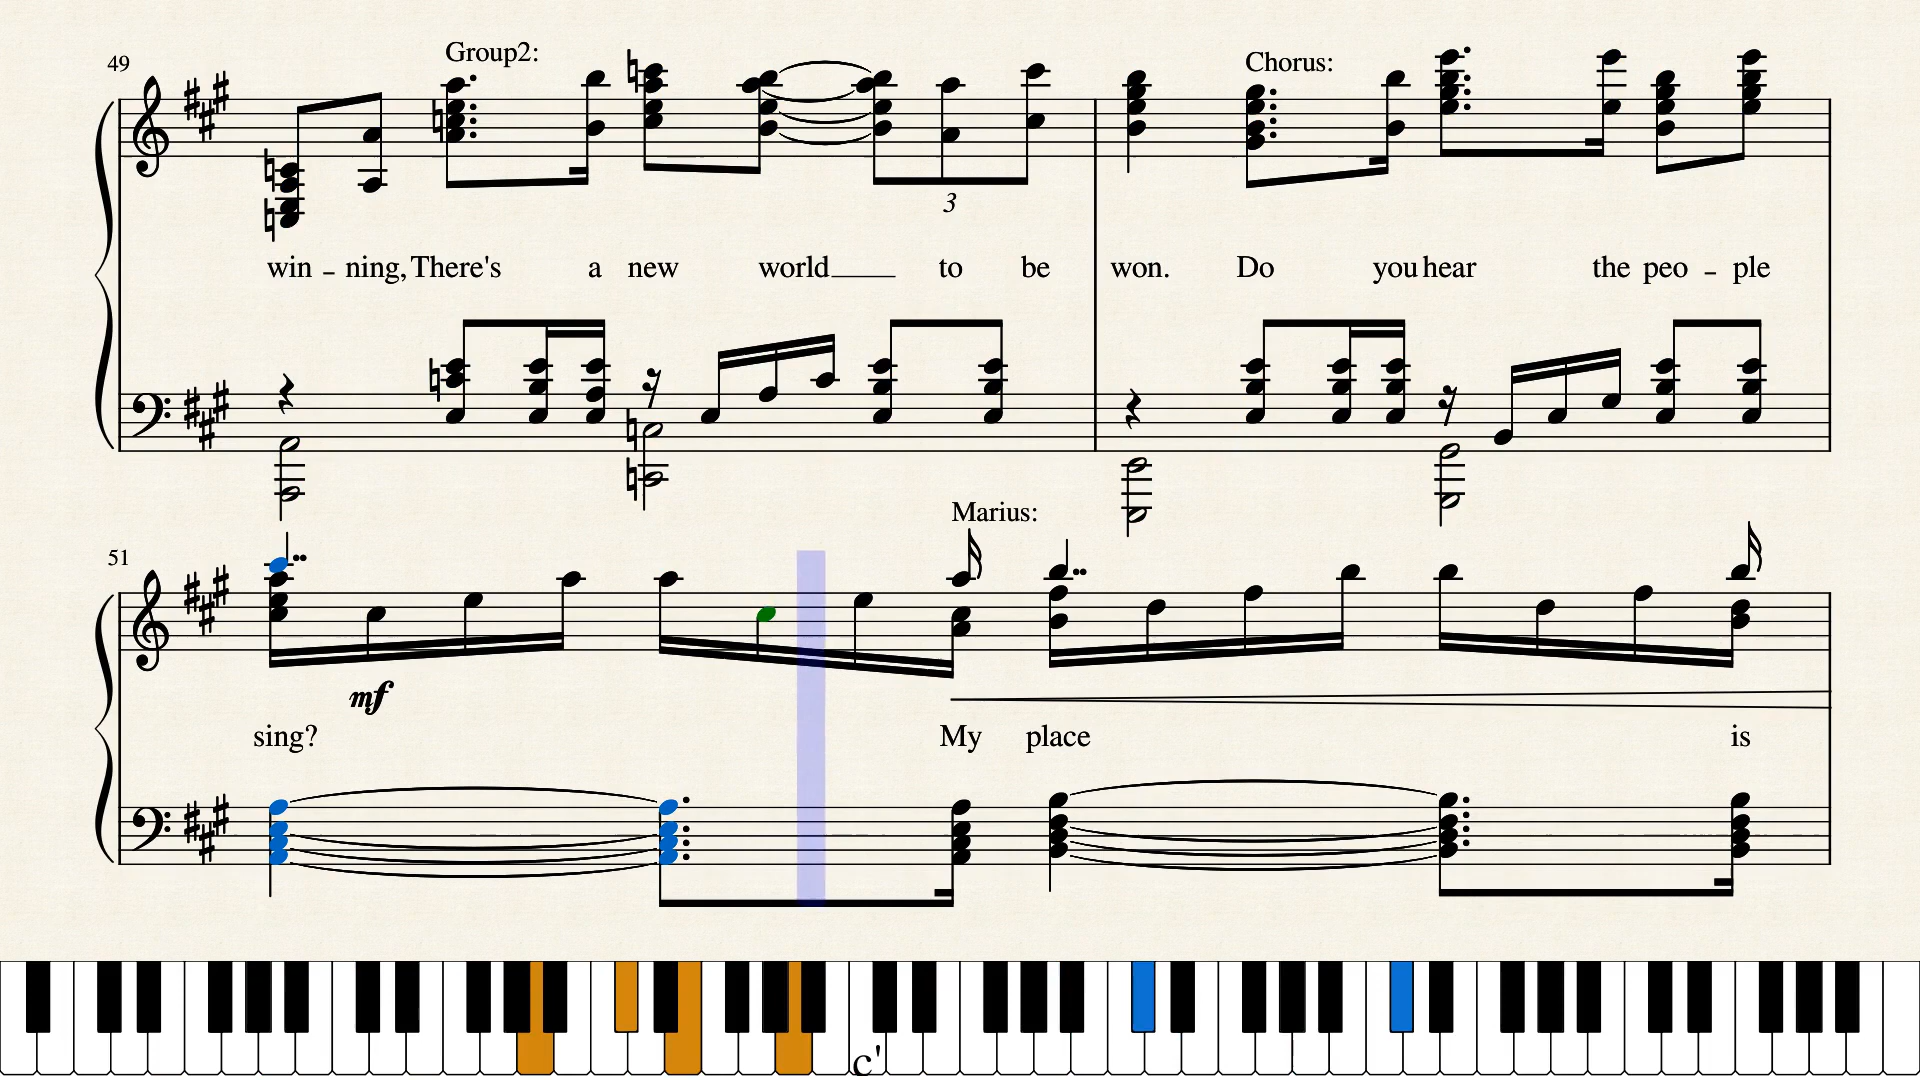 49
Group2:
Chorus:
3
win – ning, There's a new world to be won. Do you hear the peo – ple
Marius:
51
mf
sing? My place is
c'